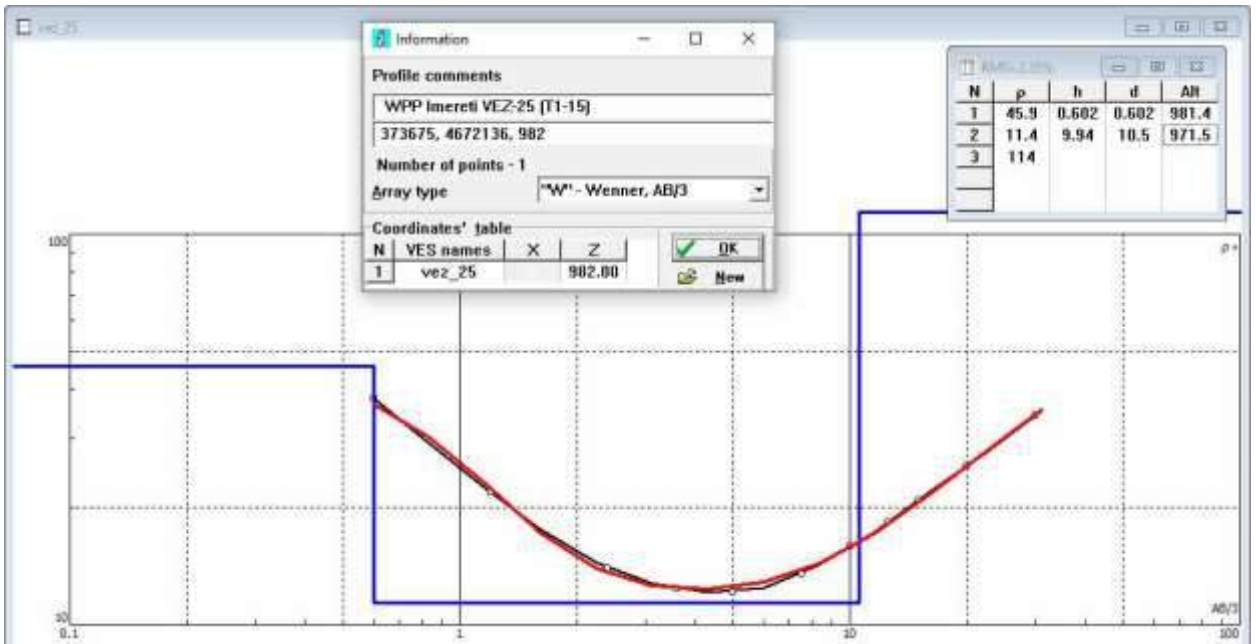 vez_25
Information
Profile comments
WPP Imereti VEZ-25 (T1-15)
373675, 4672136, 982
Number of points - 1
Array type "W" - Wenner, AB/3
Coordinates' table
N VES names X Z
1 vez_25 982.00
OK
New
N ρ h d Alt
1 45.9 0.602 0.602 981.4
2 11.4 9.94 10.5 971.5
3 114
100
ρ
10
AB/3
0.1 1 10 100